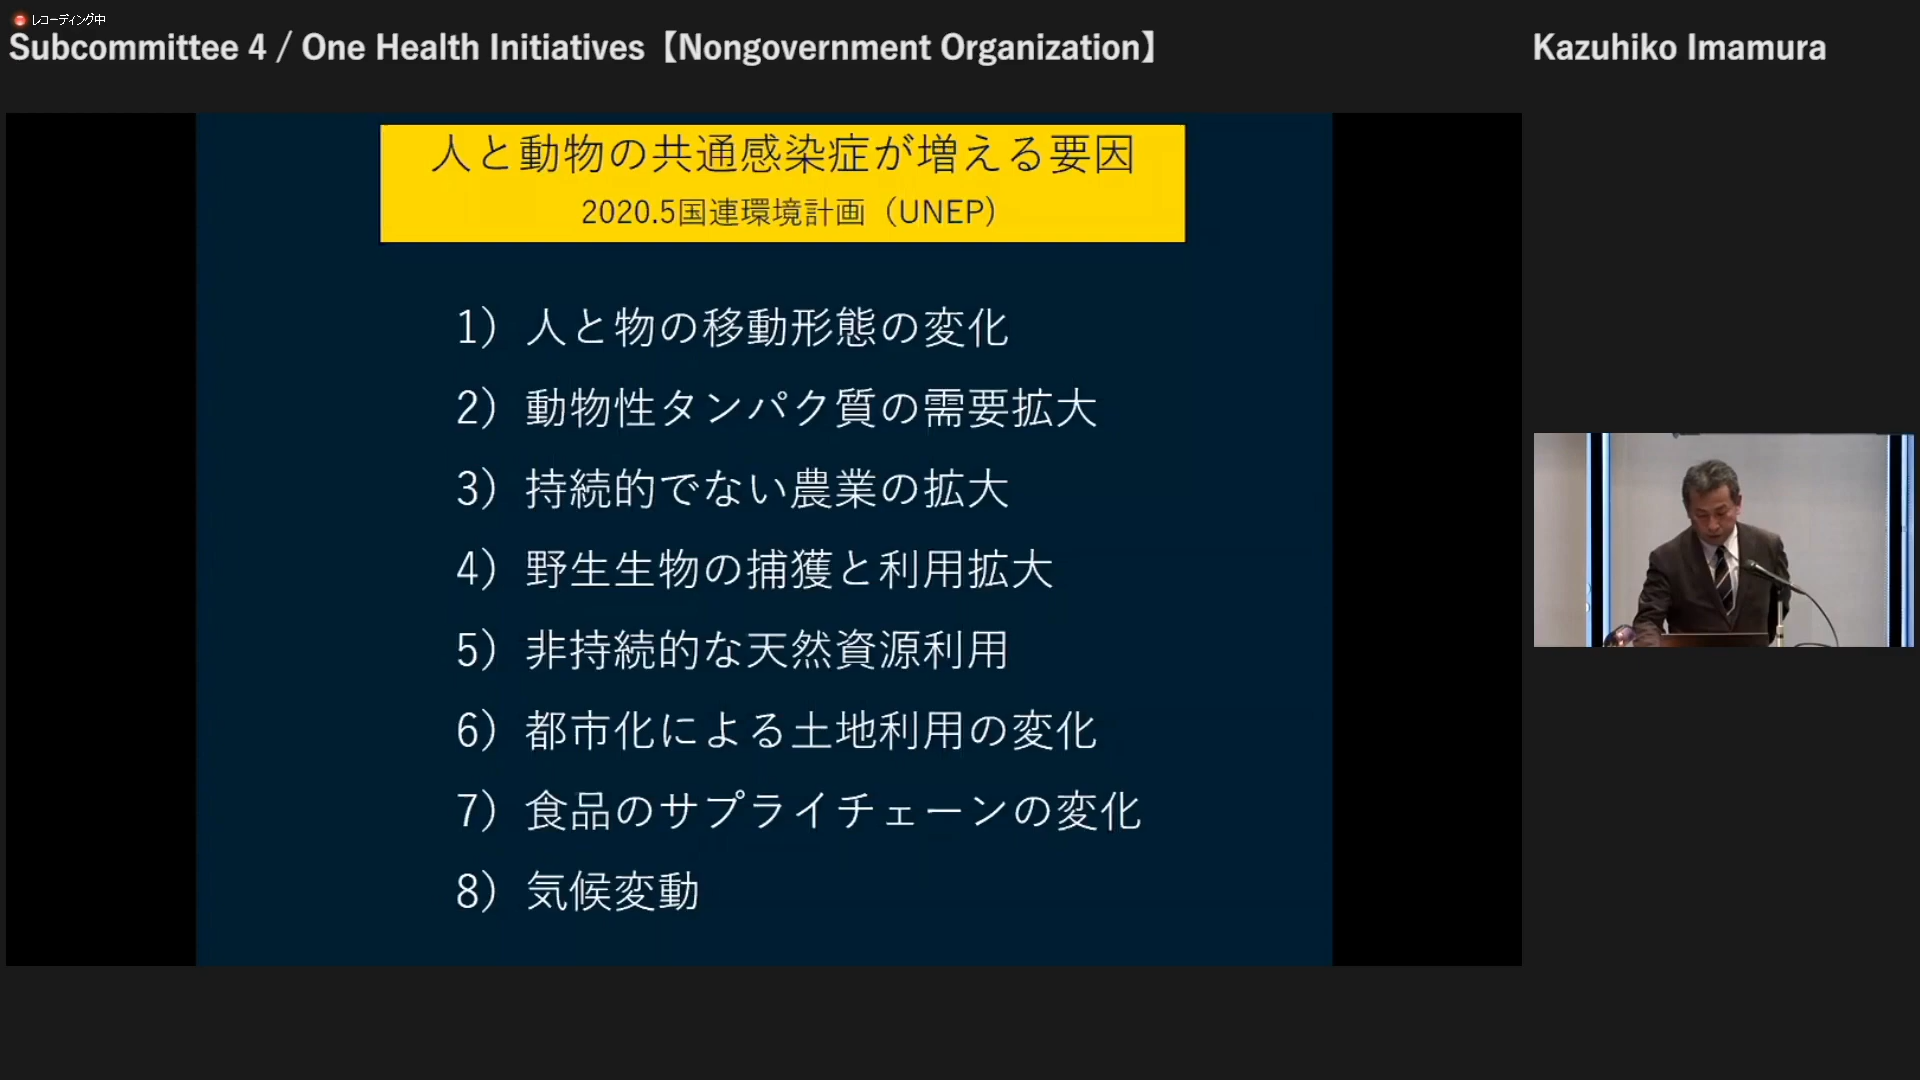 レコーディング中
Subcommittee 4 / One Health Initiatives【Nongovernment Organization】
Kazuhiko Imamura
人と動物の共通感染症が増える要因
2020.5国連環境計画（UNEP）
1）人と物の移動形態の変化
2）動物性タンパク質の需要拡大
3）持続的でない農業の拡大
4）野生生物の捕獲と利用拡大
5）非持続的な天然資源利用
6）都市化による土地利用の変化
7）食品のサプライチェーンの変化
8）気候変動